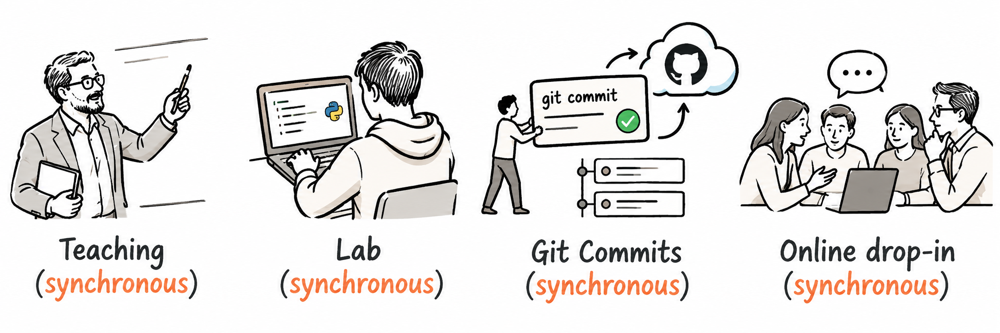 git commit
Teaching
(synchronous)
Lab
(synchronous)
Git Commits
(synchronous)
Online drop-in
(synchronous)